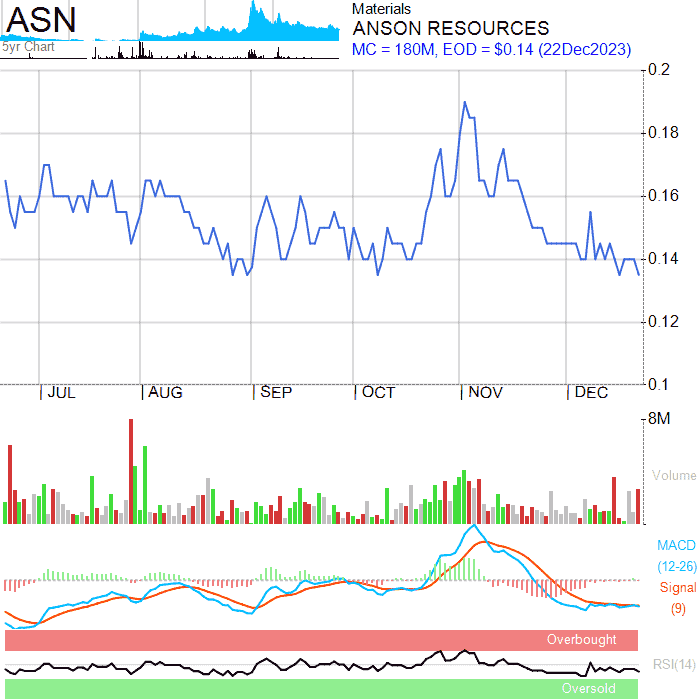 ASN
5yr Chart
Materials
ANSON RESOURCES
MC = 180M, EOD = $0.14 (22Dec2023)
0.2
0.18
0.16
0.14
0.12
0.1
JUL
AUG
SEP
OCT
NOV
DEC
8M
Volume
MACD
(12-26)
Signal
(9)
Overbought
RSI(14)
Oversold